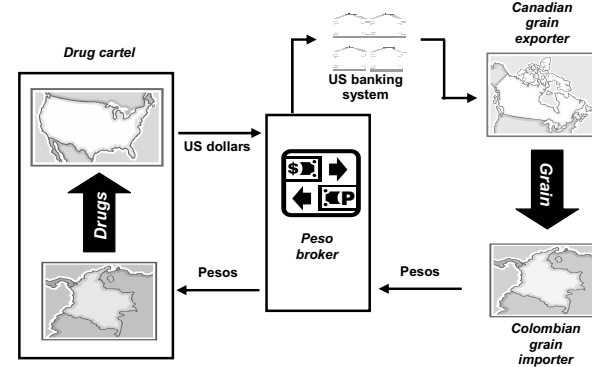 Canadian
grain
exporter
Drug cartel
US banking
system
US dollars
$
P
Drugs
Grain
Peso
broker
Pesos
Pesos
Colombian
grain
importer